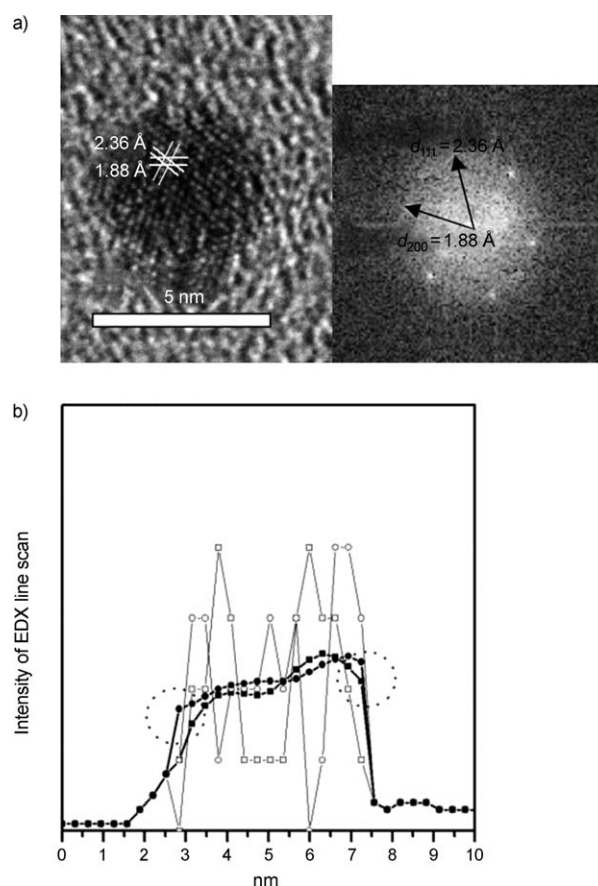 a)
2.36 Å
1.88 Å
5 nm
d111 = 2.36 Å
d200 = 1.88 Å
b)
Intensity of EDX line scan
0 1 2 3 4 5 6 7 8 9 10
nm